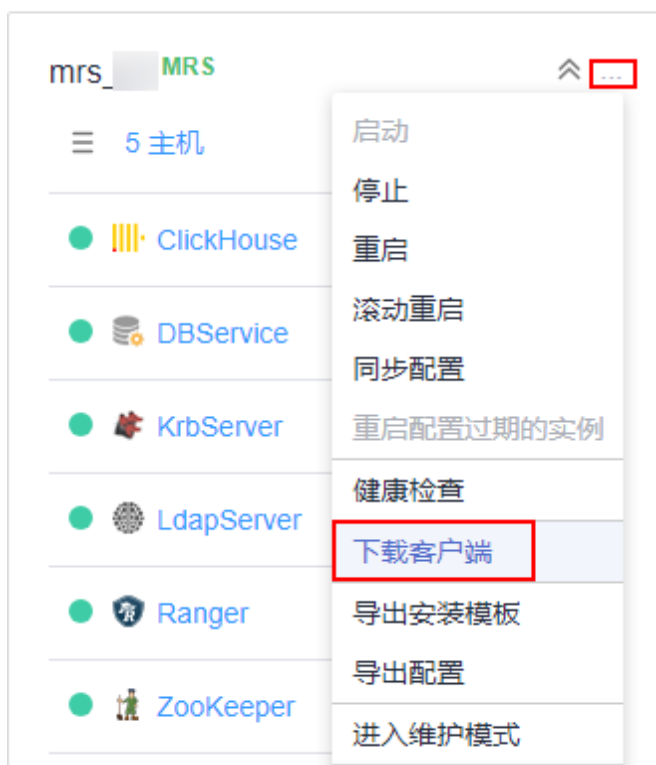 mrs_ MRS
...
5 主机
ClickHouse
DBService
KrbServer
LdapServer
Ranger
ZooKeeper
启动
停止
重启
滚动重启
同步配置
重启配置过期的实例
健康检查
下载客户端
导出安装模板
导出配置
进入维护模式